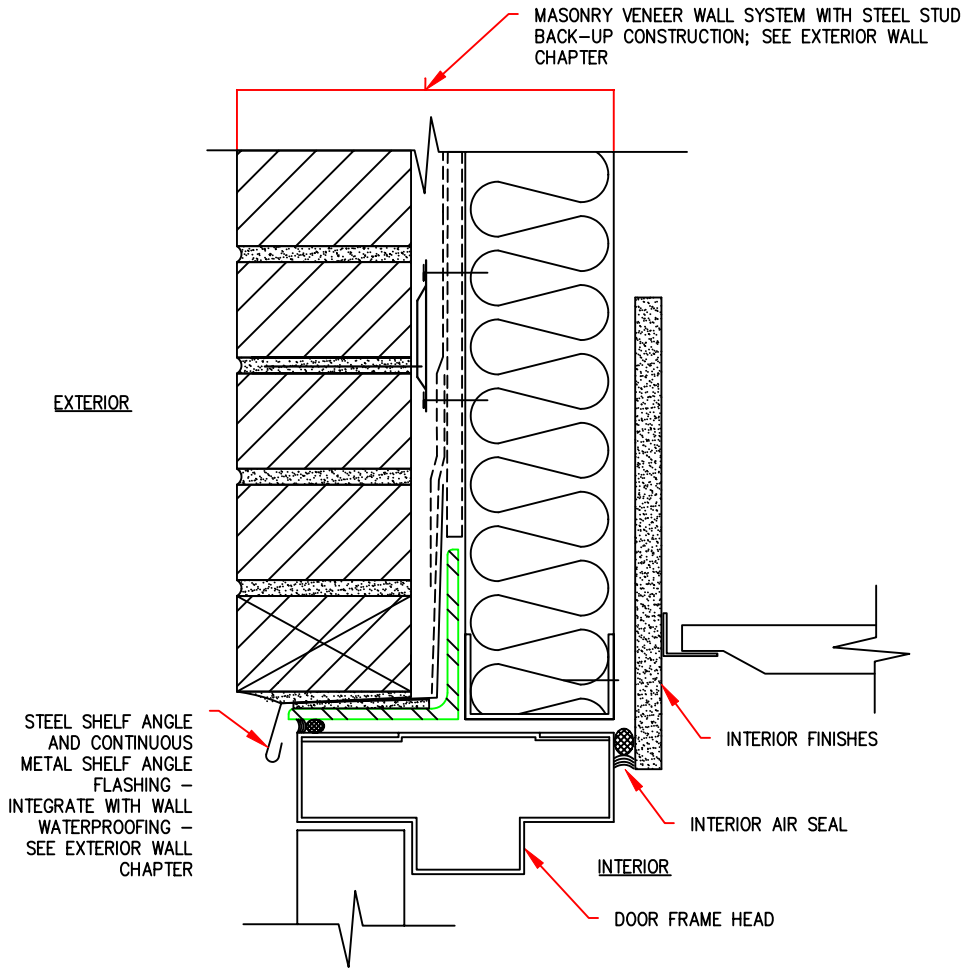 MASONRY VENEER WALL SYSTEM WITH STEEL STUD
BACK-UP CONSTRUCTION; SEE EXTERIOR WALL
CHAPTER
EXTERIOR
STEEL SHELF ANGLE
AND CONTINUOUS
METAL SHELF ANGLE
FLASHING –
INTEGRATE WITH WALL
WATERPROOFING –
SEE EXTERIOR WALL
CHAPTER
INTERIOR FINISHES
INTERIOR AIR SEAL
INTERIOR
DOOR FRAME HEAD